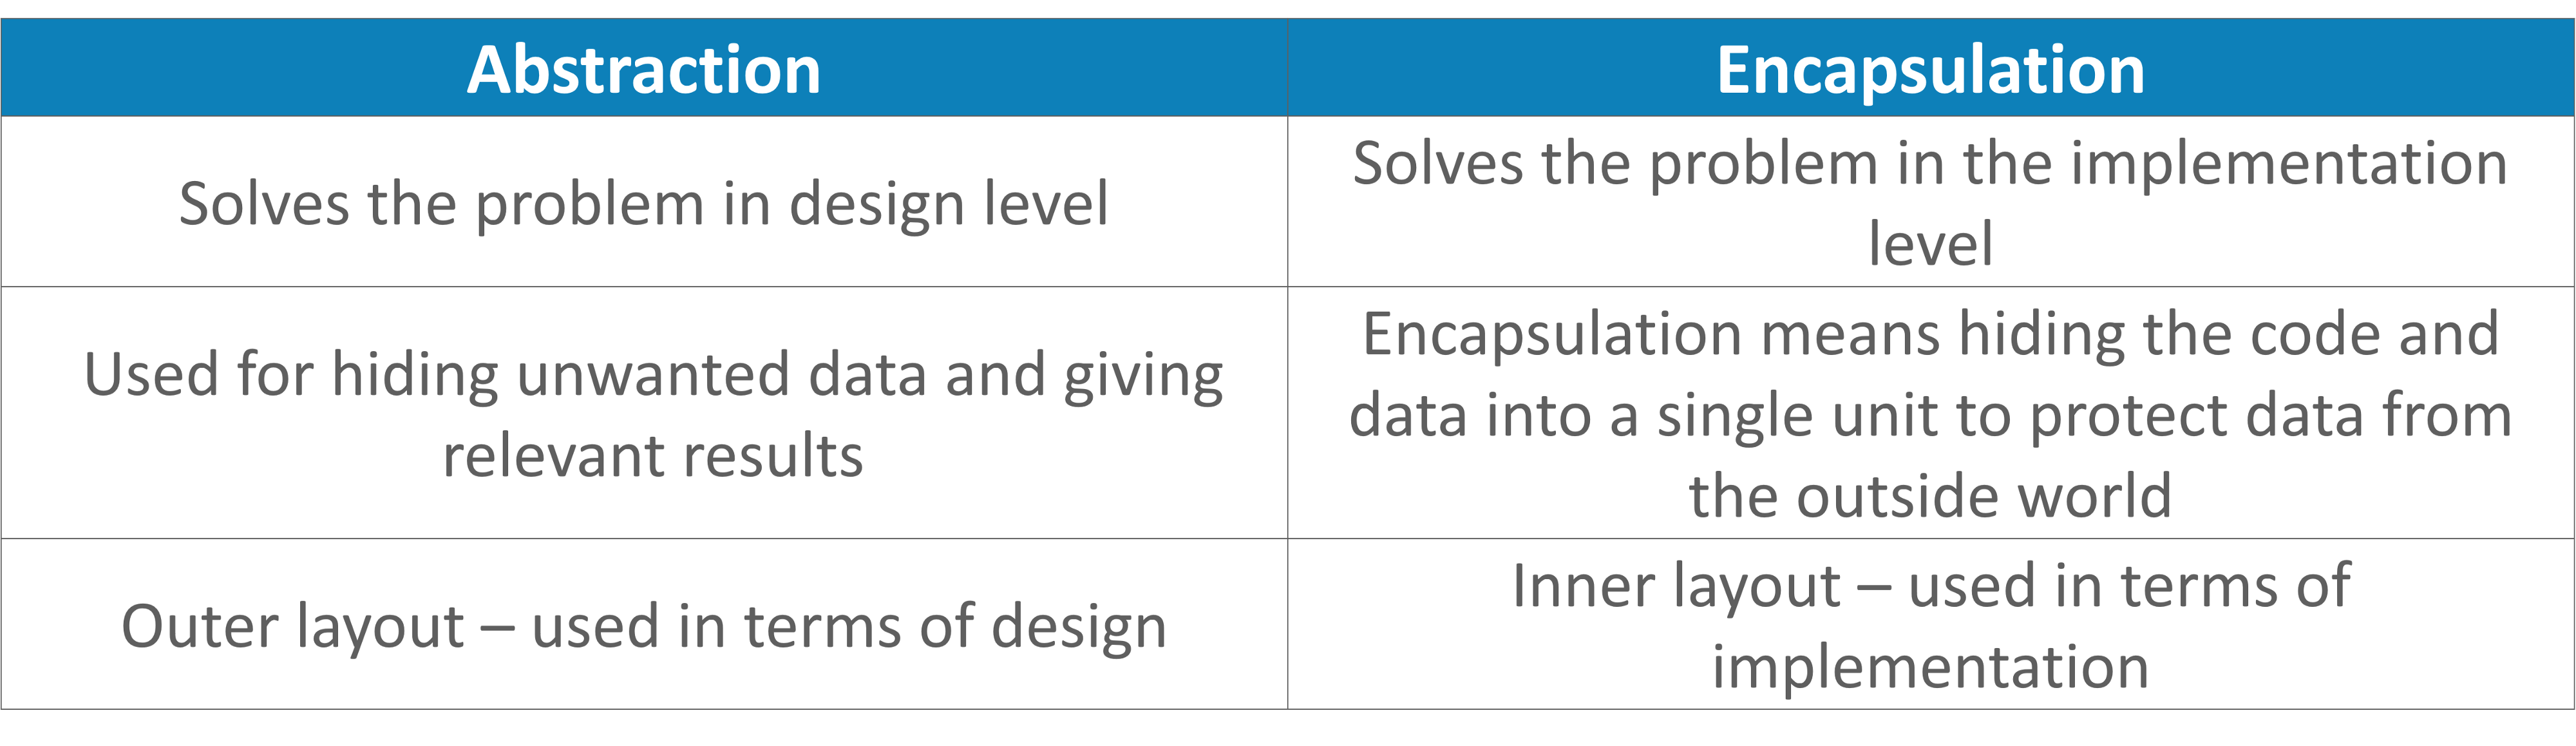 Abstraction
Encapsulation
Solves the problem in design level
Solves the problem in the implementation
level
Used for hiding unwanted data and giving
relevant results
Encapsulation means hiding the code and
data into a single unit to protect data from
the outside world
Outer layout – used in terms of design
Inner layout – used in terms of
implementation